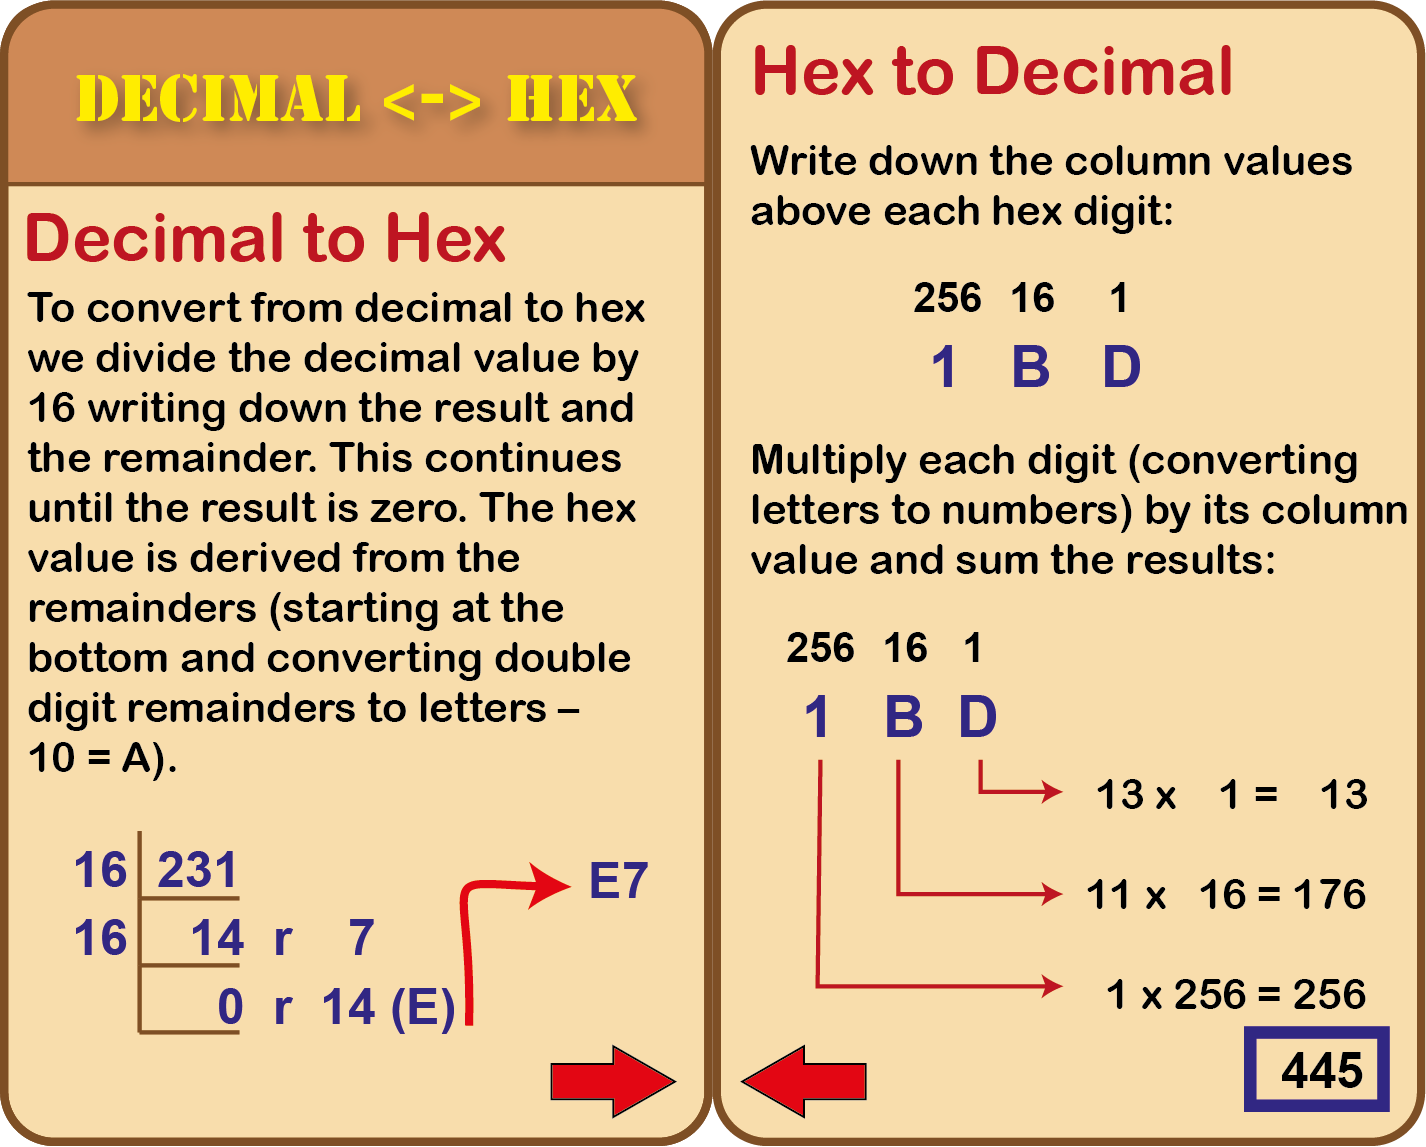 DECIMAL <-> HEX
Decimal to Hex
To convert from decimal to hex
we divide the decimal value by
16 writing down the result and
the remainder. This continues
until the result is zero. The hex
value is derived from the
remainders (starting at the
bottom and converting double
digit remainders to letters –
10 = A).
16 231
16 14 r 7
0 r 14 (E)
E7
Hex to Decimal
Write down the column values
above each hex digit:
256 16 1
1 B D
Multiply each digit (converting
letters to numbers) by its column
value and sum the results:
256 16 1
1 B D
13 x 1 = 13
11 x 16 = 176
1 x 256 = 256
445